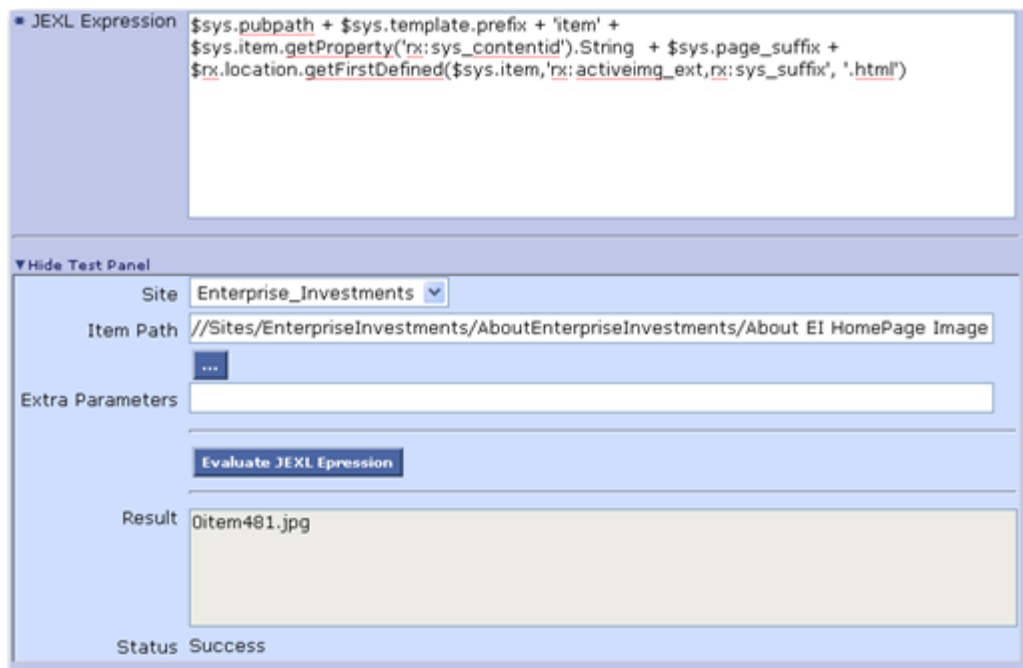 JEXL Expression
$sys.pubpath + $sys.template.prefix + 'item' +
$sys.item.getProperty('rx:sys_contentid').String + $sys.page_suffix +
$rx.location.getFirstDefined($sys.item,'rx:activeimg_ext,rx:sys_suffix', '.html')
Hide Test Panel
Site Enterprise_Investments
Item Path //Sites/EnterpriseInvestments/AboutEnterpriseInvestments/About EI HomePage Image
...
Extra Parameters
Evaluate JEXL Epression
Result 0item481.jpg
Status Success